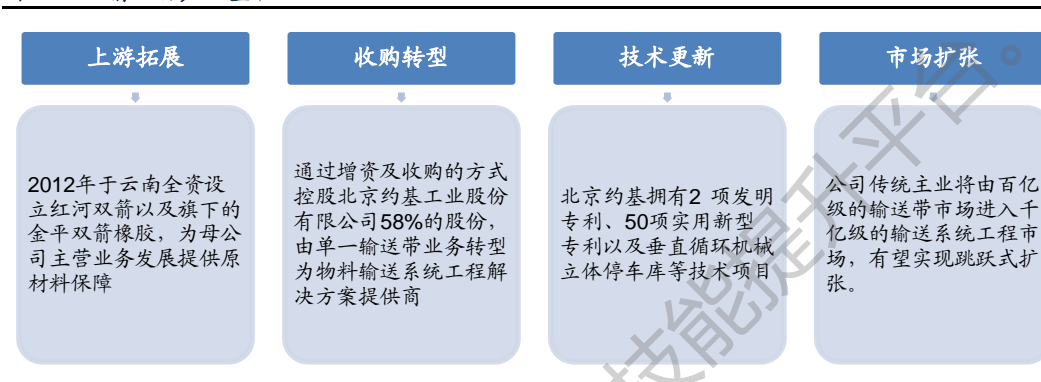 上游拓展
2012年于云南全资设
立红河双箭以及旗下的
金平双箭橡胶，为母公
司主营业务发展提供原
材料保障
收购转型
通过增资及收购的方式
控股北京约基工业股份
有限公司58%的股份，
由单一输送带业务转型
为物料输送系统工程解
决方案提供商
技术更新
北京约基拥有2 项发明
专利、50项实用新型
专利以及垂直循环机械
立体停车库等技术项目
市场扩张
公司传统主业将由百亿
级的输送带市场进入千
亿级的输送系统工程市
场，有望实现跳跃式扩
张。
技能提升平台。